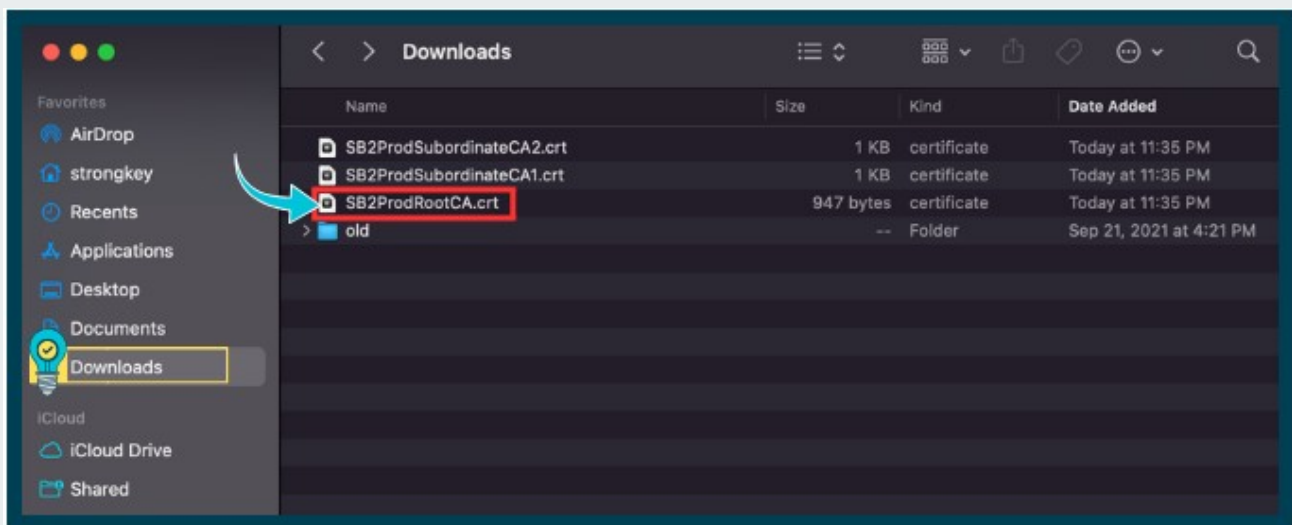 Downloads
Favorites
AirDrop
strongkey
Recents
Applications
Desktop
Documents
Downloads
iCloud
iCloud Drive
Shared
Name Size Kind Date Added
SB2ProdSubordinateCA2.crt 1 KB certificate Today at 11:35 PM
SB2ProdSubordinateCA1.crt 1 KB certificate Today at 11:35 PM
SB2ProdRootCA.crt 947 bytes certificate Today at 11:35 PM
old -- Folder Sep 21, 2021 at 4:21 PM